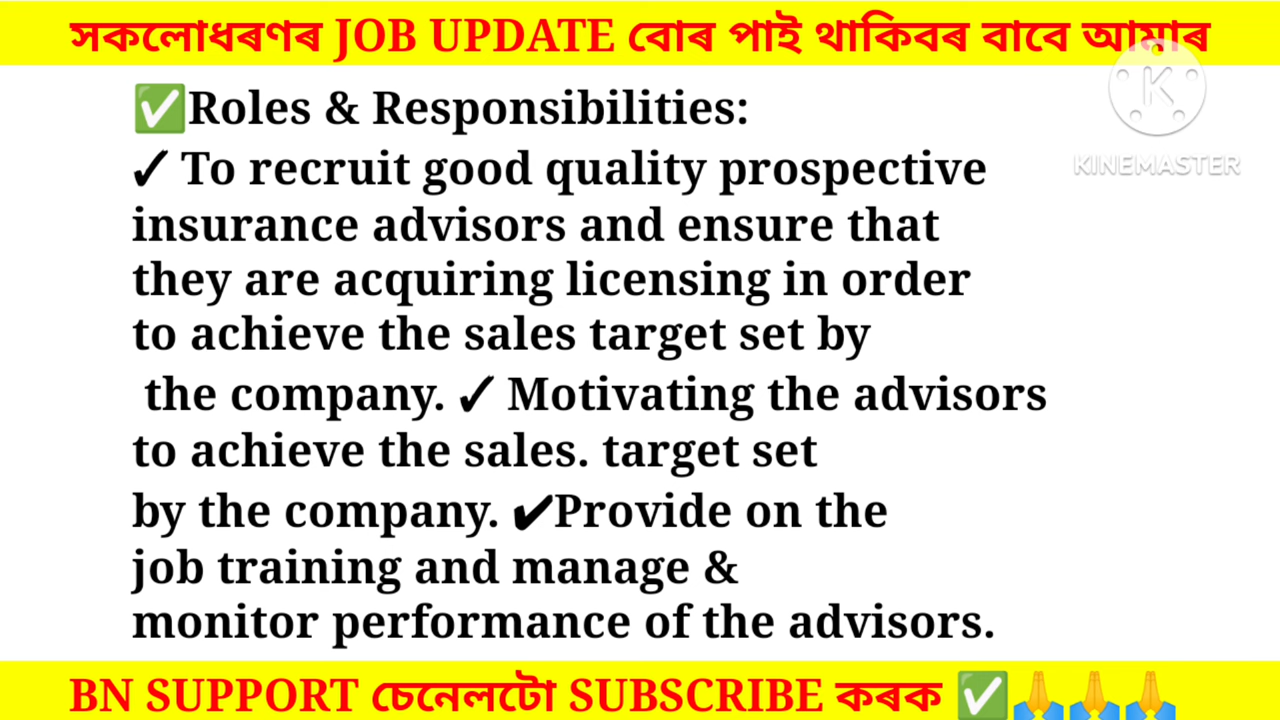 সকলোধৰণৰ JOB UPDATE বোৰ পাই থাকিবৰ বাবে আমাৰ
✅Roles & Responsibilities:
✓ To recruit good quality prospective
insurance advisors and ensure that
they are acquiring licensing in order
to achieve the sales target set by
the company. ✓ Motivating the advisors
to achieve the sales. target set
by the company. ✔Provide on the
job training and manage &
monitor performance of the advisors.
BN SUPPORT চেনেলটো SUBSCRIBE কৰক ✅🙏🙏🙏
K
KINEMASTER